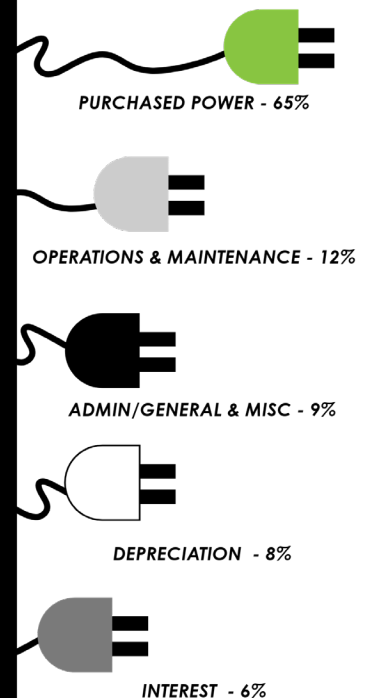 PURCHASED POWER - 65%
OPERATIONS & MAINTENANCE - 12%
ADMIN/GENERAL & MISC - 9%
DEPRECIATION - 8%
INTEREST - 6%